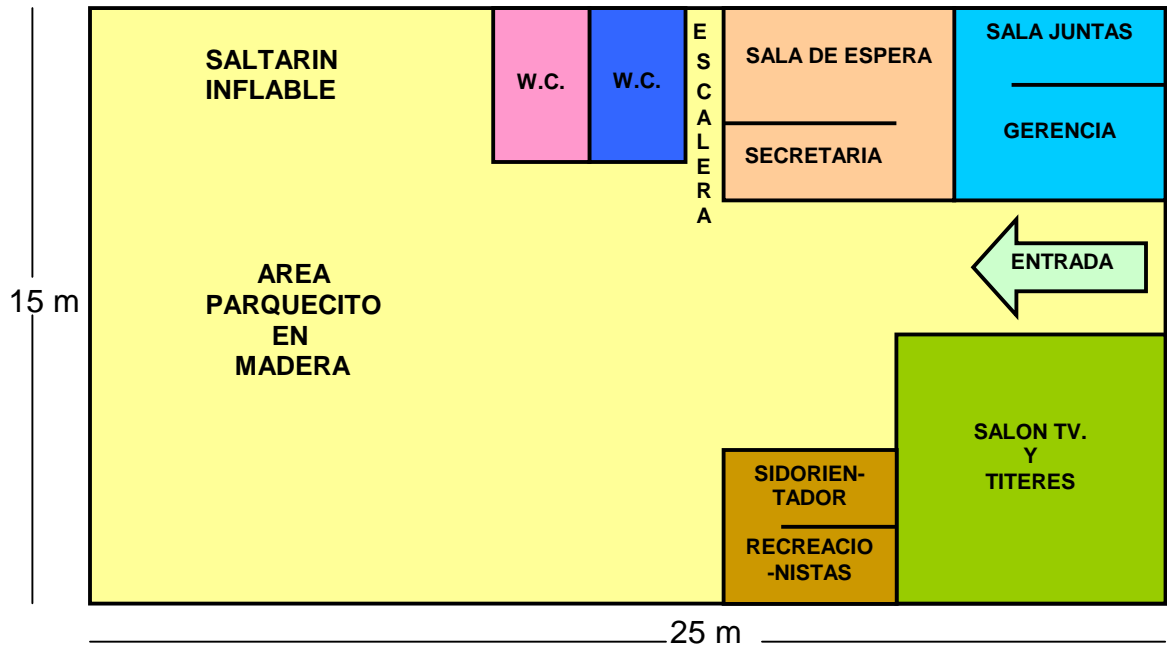 SALTARIN
INFLABLE
W.C.
W.C.
E
S
C
A
L
E
R
A
SALA DE ESPERA
SECRETARIA
SALA JUNTAS
GERENCIA
ENTRADA
15 m
AREA
PARQUECITO
EN
MADERA
SALON TV.
Y
TITERES
SIDORIEN-
TADOR
RECREACIO
-NISTAS
25 m